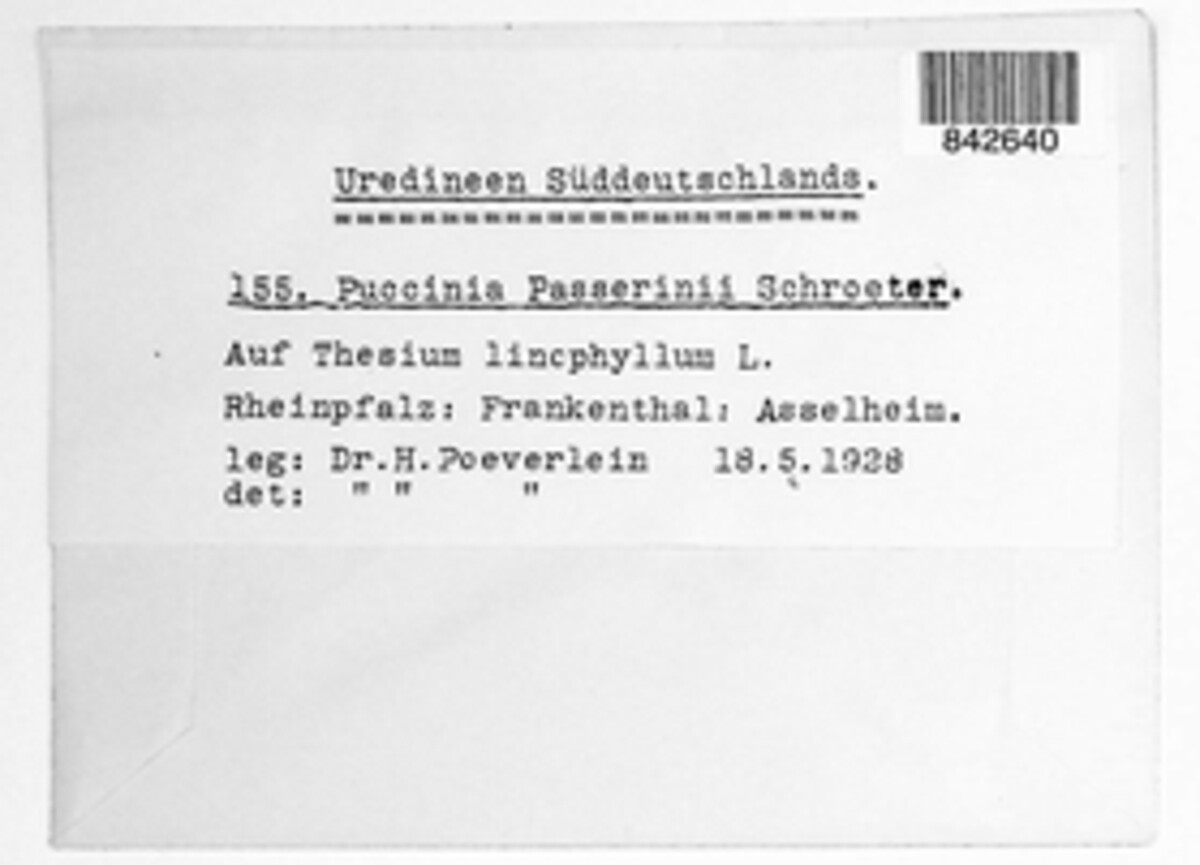 842640
Uredineen Süddeutschlands.
155. Puccinia Passerinii Schroeter.
Auf Thesium linophyllum L.
Rheinpfalz: Frankenthal: Asselheim.
leg: Dr.H.Poeverlein 18.5.1928
det: " " "